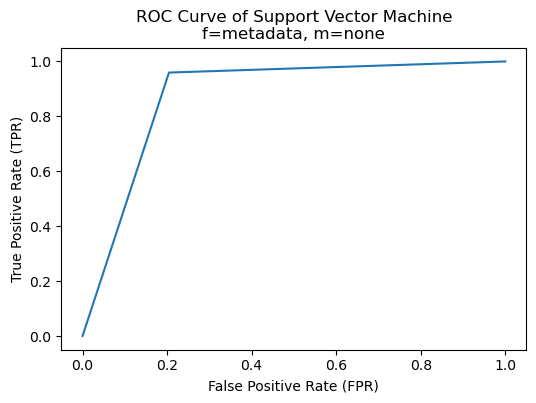 ROC Curve of Support Vector Machine
f=metadata, m=none
True Positive Rate (TPR)
1.0
0.8
0.6
0.4
0.2
0.0
0.0 0.2 0.4 0.6 0.8 1.0
False Positive Rate (FPR)